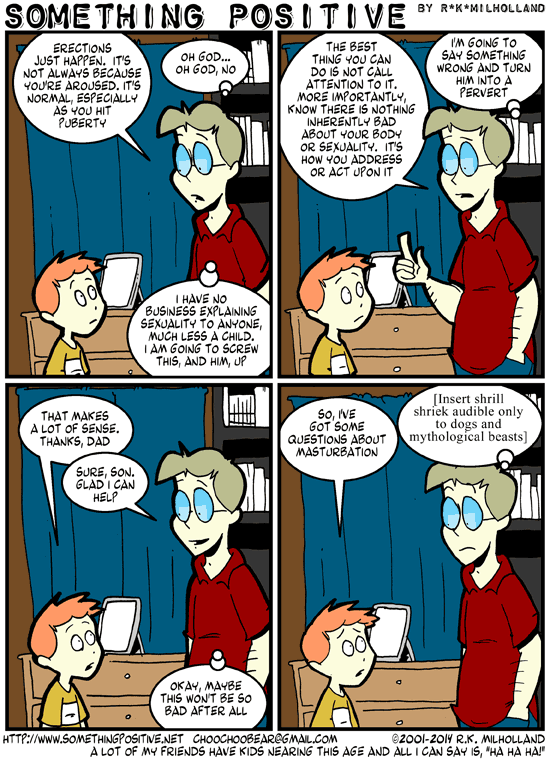 SOMETHING POSITIVE BY R*K*MILHOLLAND
ERECTIONS
JUST HAPPEN. IT'S
NOT ALWAYS BECAUSE
YOU'RE AROUSED. IT'S
NORMAL, ESPECIALLY
AS YOU HIT
PUBERTY
OH GOD...
OH GOD, NO
I HAVE NO
BUSINESS EXPLAINING
SEXUALITY TO ANYONE,
MUCH LESS A CHILD.
I AM GOING TO SCREW
THIS, AND HIM, UP
THE BEST
THING YOU CAN
DO IS NOT CALL
ATTENTION TO IT.
MORE IMPORTANTLY,
KNOW THERE IS NOTHING
INHERENTLY BAD
ABOUT YOUR BODY
OR SEXUALITY. IT'S
HOW YOU ADDRESS
OR ACT UPON IT
I'M GOING TO
SAY SOMETHING
WRONG AND TURN
HIM INTO A
PERVERT
THAT MAKES
A LOT OF SENSE.
THANKS, DAD
SURE, SON.
GLAD I CAN
HELP
OKAY, MAYBE
THIS WON'T BE SO
BAD AFTER ALL
SO, I'VE
GOT SOME
QUESTIONS ABOUT
MASTURBATION
[Insert shrill
shriek audible only
to dogs and
mythological beasts]
HTTP://WWW.SOMETHINGPOSITIVE.NET CHOOCHOOBEAR@GMAIL.COM ©2001-2014 R.K. MILHOLLAND
A LOT OF MY FRIENDS HAVE KIDS NEARING THIS AGE AND ALL I CAN SAY IS, "HA HA HA!"